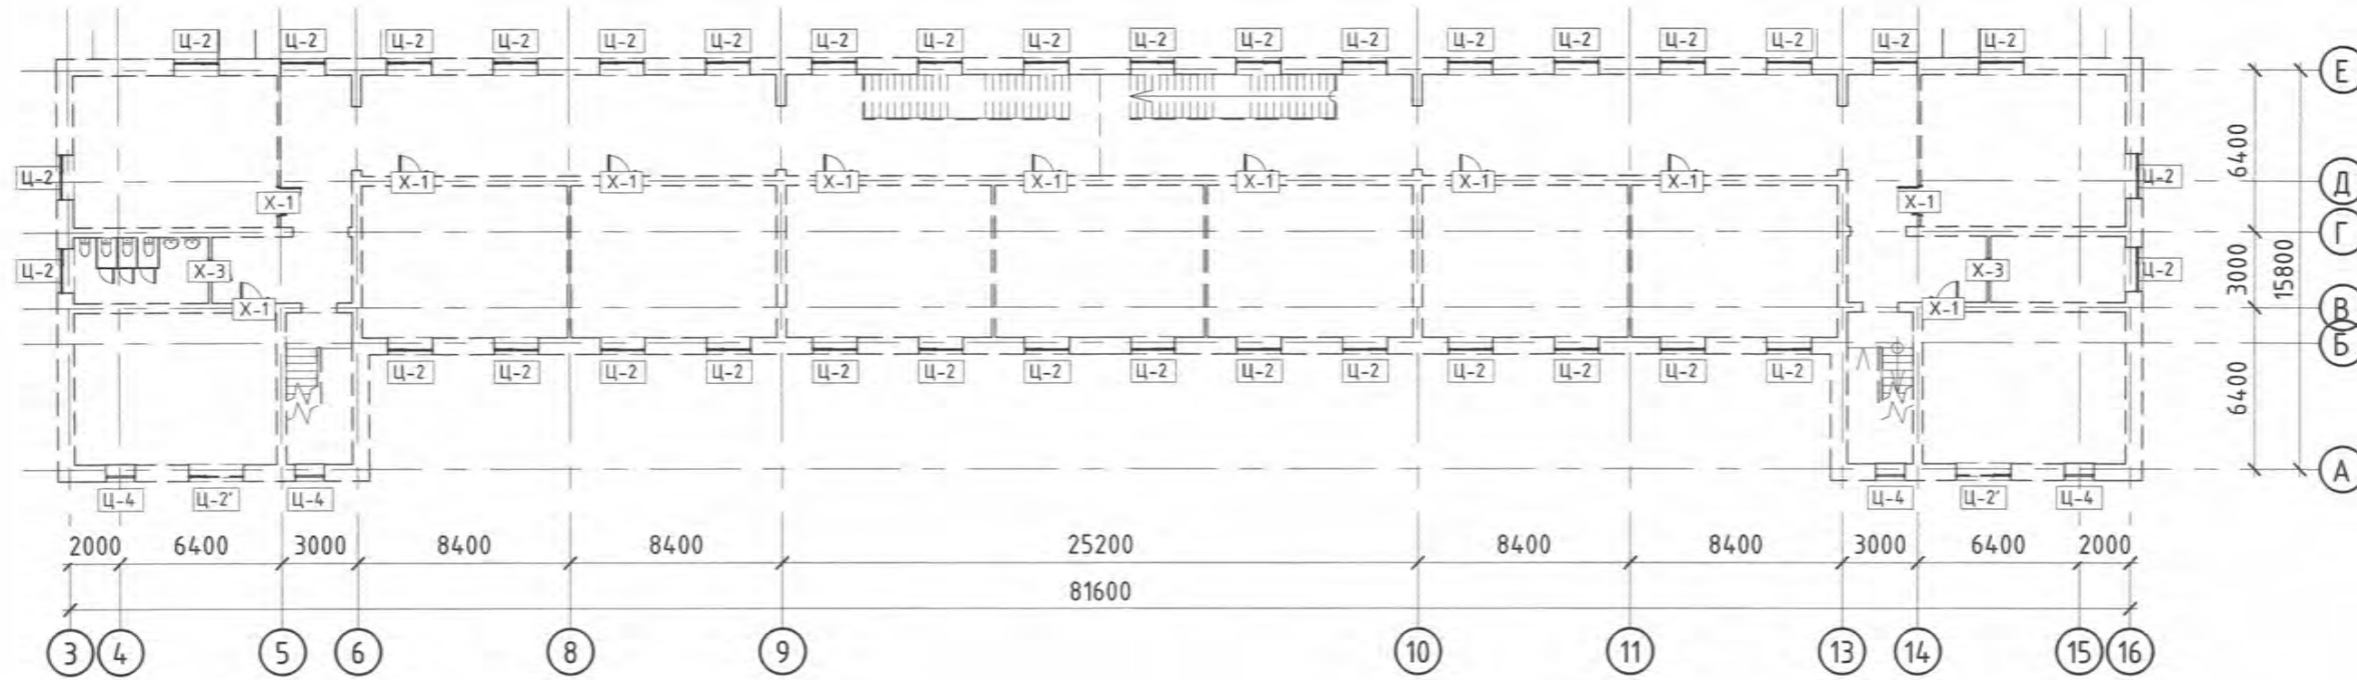 Ц-2 Ц-2 Ц-2 Ц-2 Ц-2 Ц-2 Ц-2 Ц-2 Ц-2 Ц-2 Ц-2 Ц-2 Ц-2 Ц-2 Ц-2 Ц-2 Ц-2 Ц-2
Е
6400
Ц-2 Х-1 Х-1 Х-1 Х-1 Х-1 Х-1 Х-1 Ц-2 Д
Х-1 Х-1
Г
Ц-2 Х-3 Х-3 Ц-2 3000 15800
Х-1 Х-1 В
Б
Ц-2 Ц-2 Ц-2 Ц-2 Ц-2 Ц-2 Ц-2 Ц-2 Ц-2 Ц-2 Ц-2 Ц-2 Ц-2 Ц-2
6400
А
Ц-4 Ц-2' Ц-4 Ц-4 Ц-2' Ц-4
2000 6400 3000 8400 8400 25200 8400 8400 3000 6400 2000
81600
3 4 5 6 8 9 10 11 13 14 15 16